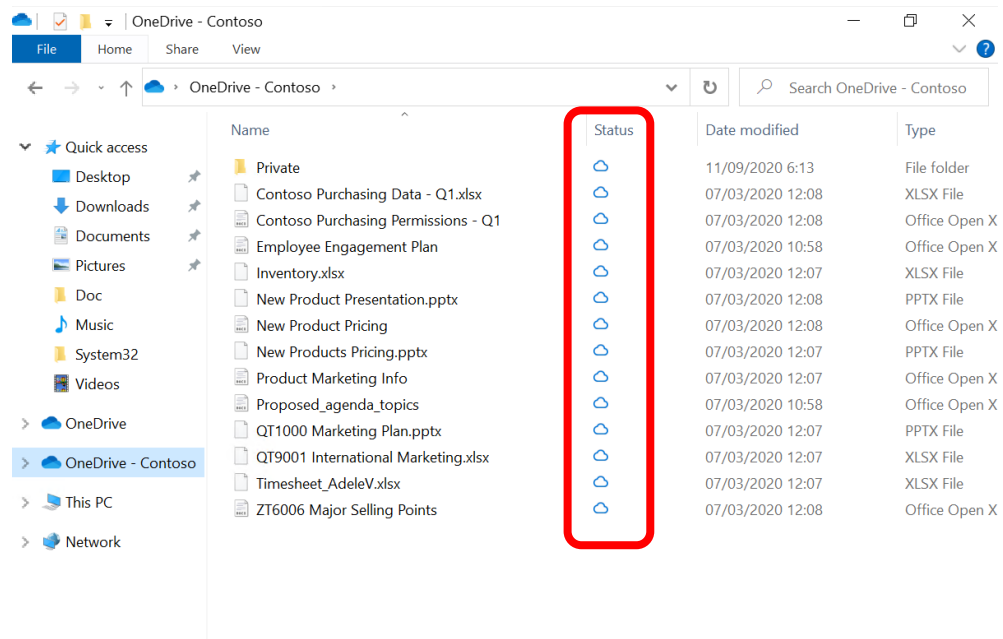 OneDrive - Contoso
File Home Share View
OneDrive - Contoso
Search OneDrive - Contoso
Name Status Date modified Type
Quick access
Desktop
Downloads
Documents
Pictures
Doc
Music
System32
Videos
OneDrive
OneDrive - Contoso
This PC
Network
Private 11/09/2020 6:13 File folder
Contoso Purchasing Data - Q1.xlsx 07/03/2020 12:08 XLSX File
Contoso Purchasing Permissions - Q1 07/03/2020 12:08 Office Open X
Employee Engagement Plan 07/03/2020 10:58 Office Open X
Inventory.xlsx 07/03/2020 12:07 XLSX File
New Product Presentation.pptx 07/03/2020 12:08 PPTX File
New Product Pricing 07/03/2020 12:08 Office Open X
New Products Pricing.pptx 07/03/2020 12:07 PPTX File
Product Marketing Info 07/03/2020 12:07 Office Open X
Proposed_agenda_topics 07/03/2020 10:58 Office Open X
QT1000 Marketing Plan.pptx 07/03/2020 12:07 PPTX File
QT9001 International Marketing.xlsx 07/03/2020 12:07 XLSX File
Timesheet_AdeleV.xlsx 07/03/2020 12:07 XLSX File
ZT6006 Major Selling Points 07/03/2020 12:08 Office Open X